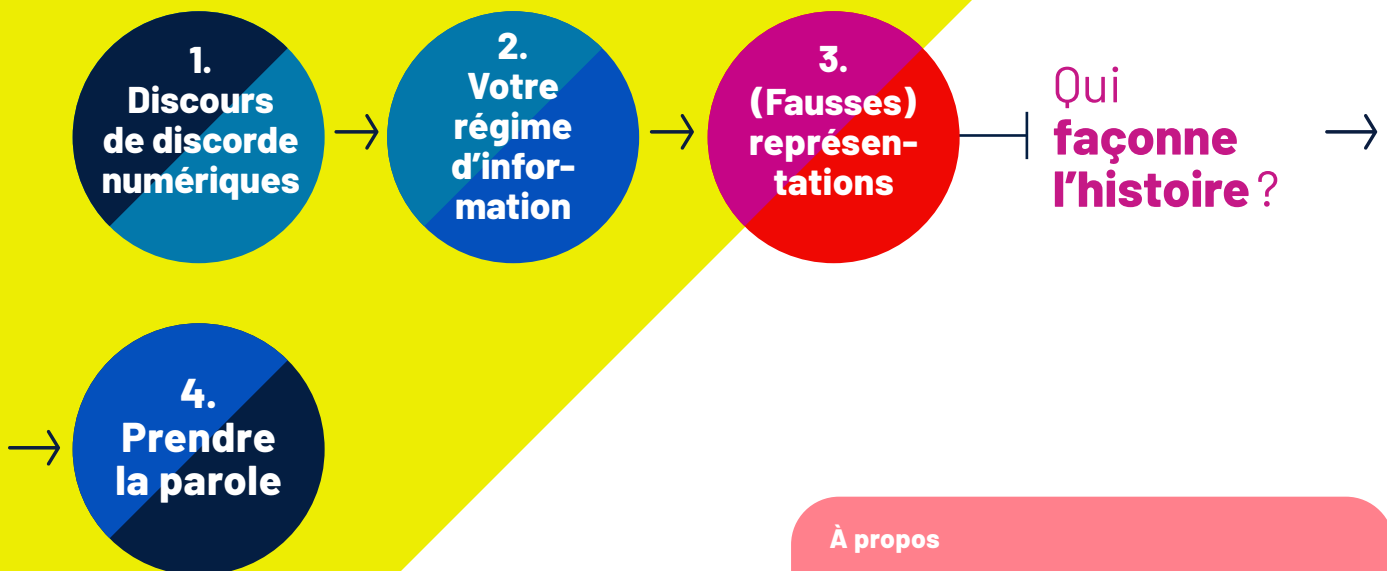 1.
Discours
de discorde
numériques
2.
Votre
régime
d’infor-
mation
3.
(Fausses)
représen-
tations
Qui
façonne
l’histoire ?
4.
Prendre
la parole
À propos